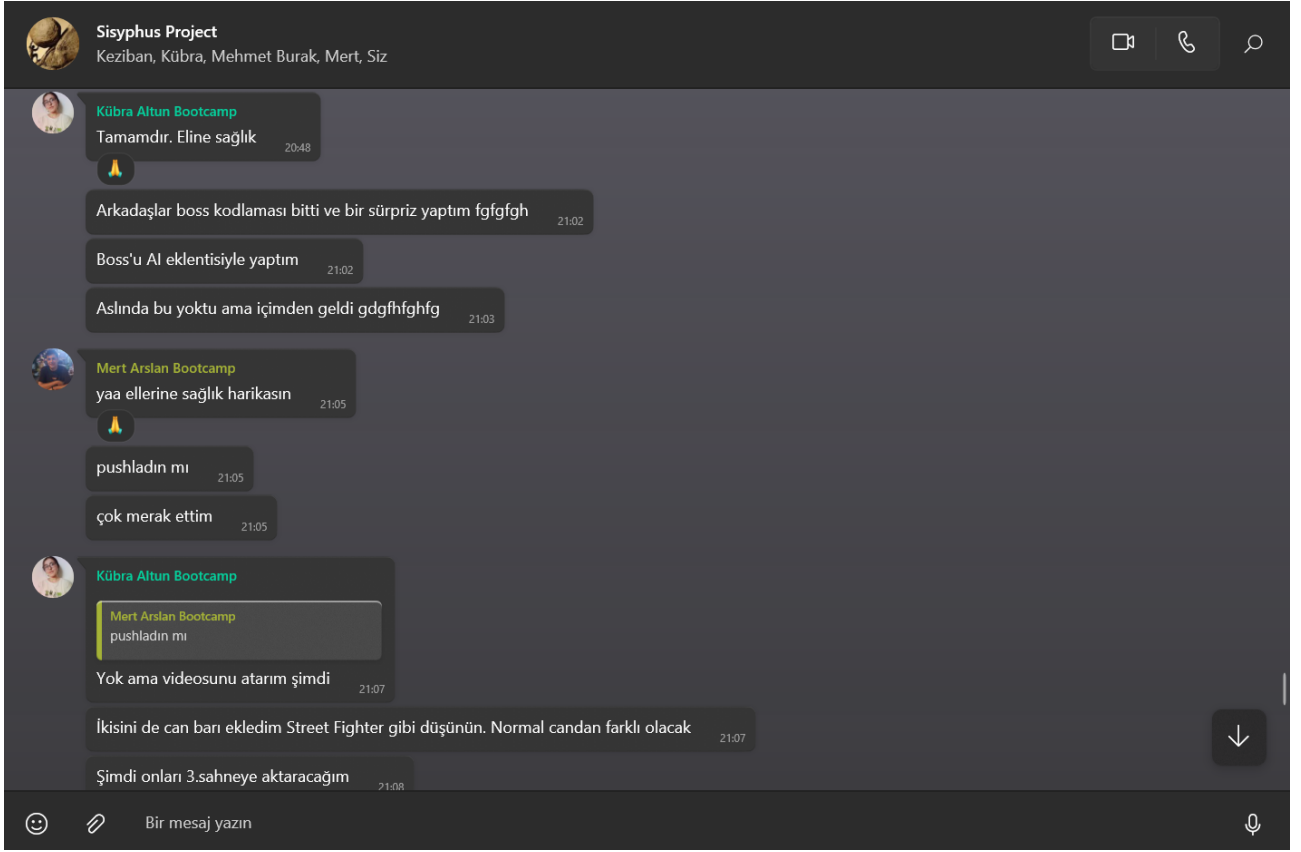 Sisyphus Project
Keziban, Kübra, Mehmet Burak, Mert, Siz
Kübra Altun Bootcamp
Tamamdır. Eline sağlık
20:48
Arkadaşlar boss kodlaması bitti ve bir sürpriz yaptım fgfgfgh
21:02
Boss'u AI eklentisiyle yaptım
21:02
Aslında bu yoktu ama içimden geldi gdgfhfghfg
21:03
Mert Arslan Bootcamp
yaa ellerine sağlık harikasın
21:05
pushladın mı
21:05
çok merak ettim
21:05
Kübra Altun Bootcamp
Mert Arslan Bootcamp
pushladın mı
Yok ama videosunu atarım şimdi
21:07
İkisini de can barı ekledim Street Fighter gibi düşünün. Normal candan farklı olacak
21:07
Şimdi onları 3.sahneye aktaracağım
21:08
Bir mesaj yazın